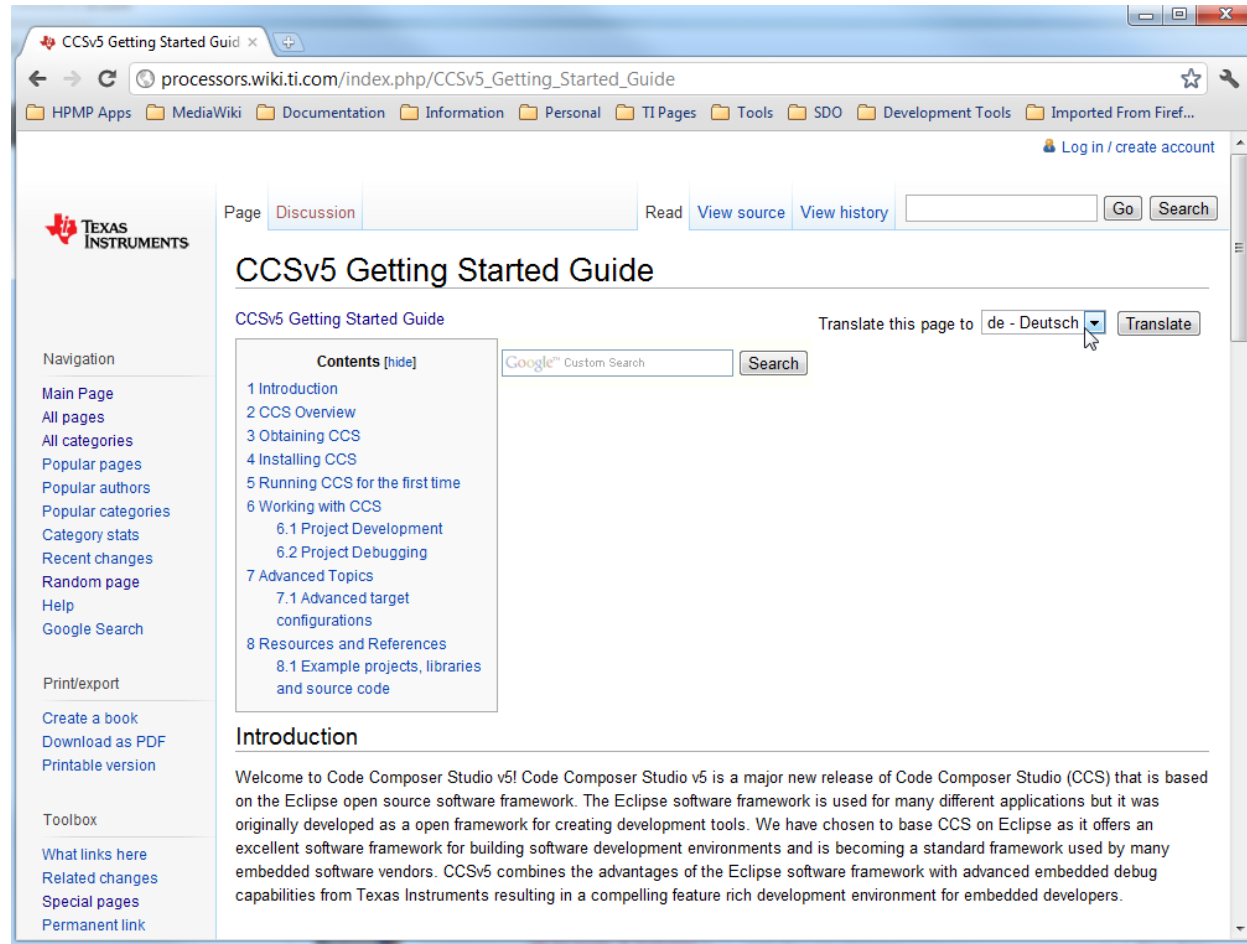 CCSv5 Getting Started Guid
processors.wiki.ti.com/index.php/CCSv5_Getting_Started_Guide
HPMP Apps MediaWiki Documentation Information Personal TI Pages Tools SDO Development Tools Imported From Firef...
Log in / create account
TEXAS
INSTRUMENTS
Page Discussion Read View source View history Go Search
CCSv5 Getting Started Guide
CCSv5 Getting Started Guide
Translate this page to de - Deutsch Translate
Navigation
Main Page
All pages
All categories
Popular pages
Popular authors
Popular categories
Category stats
Recent changes
Random page
Help
Google Search
Print/export
Create a book
Download as PDF
Printable version
Toolbox
What links here
Related changes
Special pages
Permanent link
Contents [hide]
1 Introduction
2 CCS Overview
3 Obtaining CCS
4 Installing CCS
5 Running CCS for the first time
6 Working with CCS
6.1 Project Development
6.2 Project Debugging
7 Advanced Topics
7.1 Advanced target
configurations
8 Resources and References
8.1 Example projects, libraries
and source code
Google™ Custom Search Search
Introduction
Welcome to Code Composer Studio v5! Code Composer Studio v5 is a major new release of Code Composer Studio (CCS) that is based
on the Eclipse open source software framework. The Eclipse software framework is used for many different applications but it was
originally developed as a open framework for creating development tools. We have chosen to base CCS on Eclipse as it offers an
excellent software framework for building software development environments and is becoming a standard framework used by many
embedded software vendors. CCSv5 combines the advantages of the Eclipse software framework with advanced embedded debug
capabilities from Texas Instruments resulting in a compelling feature rich development environment for embedded developers.